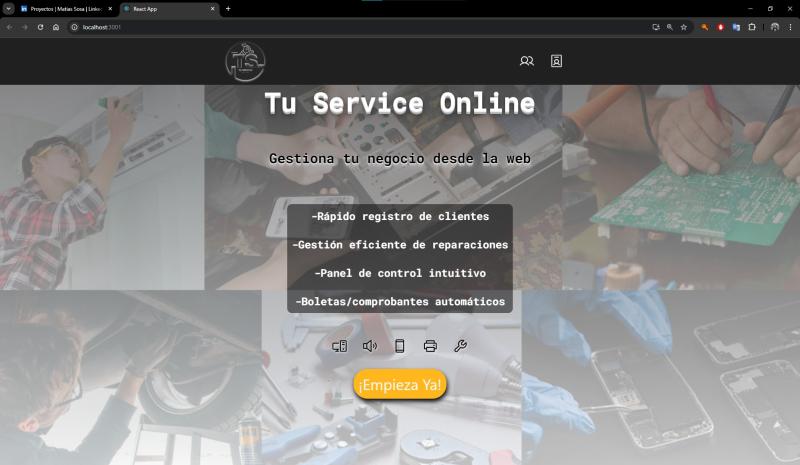 Proyectos | Matias Sosa | Linke
React App
localhost:3001
TS
Tu Service Online
Gestiona tu negocio desde la web
-Rápido registro de clientes
-Gestión eficiente de reparaciones
-Panel de control intuitivo
-Boletas/comprobantes automáticos
¡Empieza Ya!